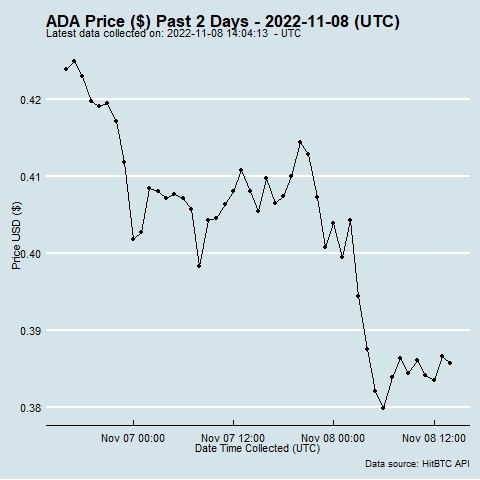 ADA Price ($) Past 2 Days - 2022-11-08 (UTC)
Latest data collected on: 2022-11-08 14:04:13  - UTC
Price USD ($)
0.42
0.41
0.40
0.39
0.38
Nov 07 00:00 Nov 07 12:00 Nov 08 00:00 Nov 08 12:00
Date Time Collected (UTC)
Data source: HitBTC API